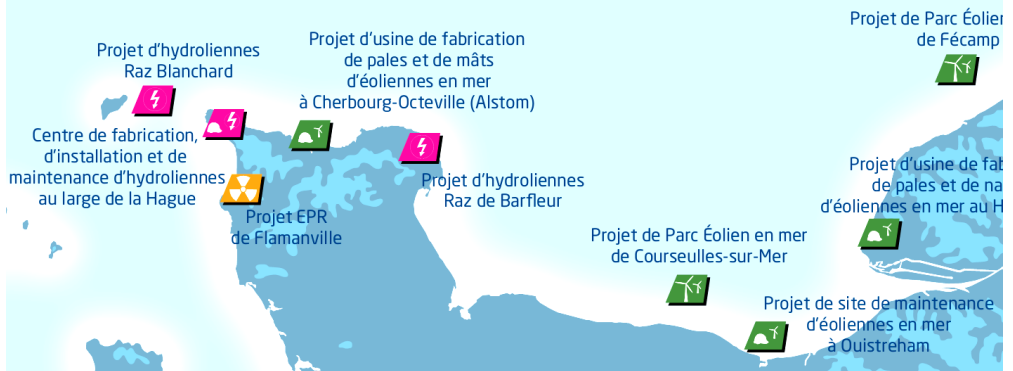 Projet d'hydroliennes
Raz Blanchard
Projet d'usine de fabrication
de pales et de mâts
d'éoliennes en mer
à Cherbourg-Octeville (Alstom)
Projet de Parc Éolien
de Fécamp
Centre de fabrication,
d'installation et de
maintenance d'hydroliennes
au large de la Hague
Projet d'hydroliennes
Raz de Barfleur
Projet EPR
de Flamanville
Projet d'usine de fab
de pales et de na
d'éoliennes en mer au H
Projet de Parc Éolien en mer
de Courseulles-sur-Mer
Projet de site de maintenance
d'éoliennes en mer
à Ouistreham